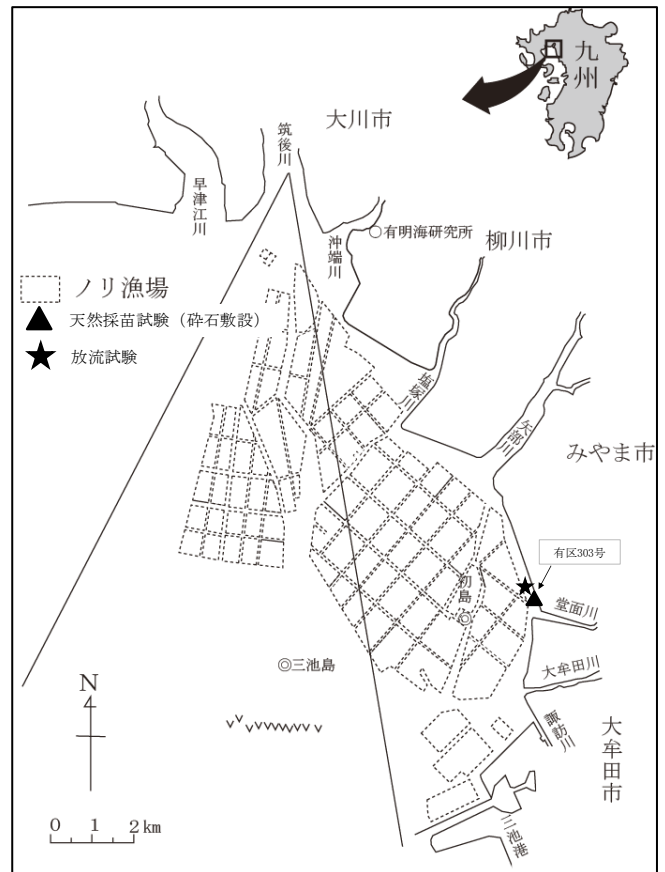 九州
大川市
筑後川
早津江川
沖端川
○有明海研究所
柳川市
ノリ漁場
天然採苗試験（砕石敷設）
放流試験
塩塚川
矢部川
みやま市
有区303号
初島
堂面川
◎三池島
大牟田川
諏訪川
大牟田市
N
三池港
0 1 2km